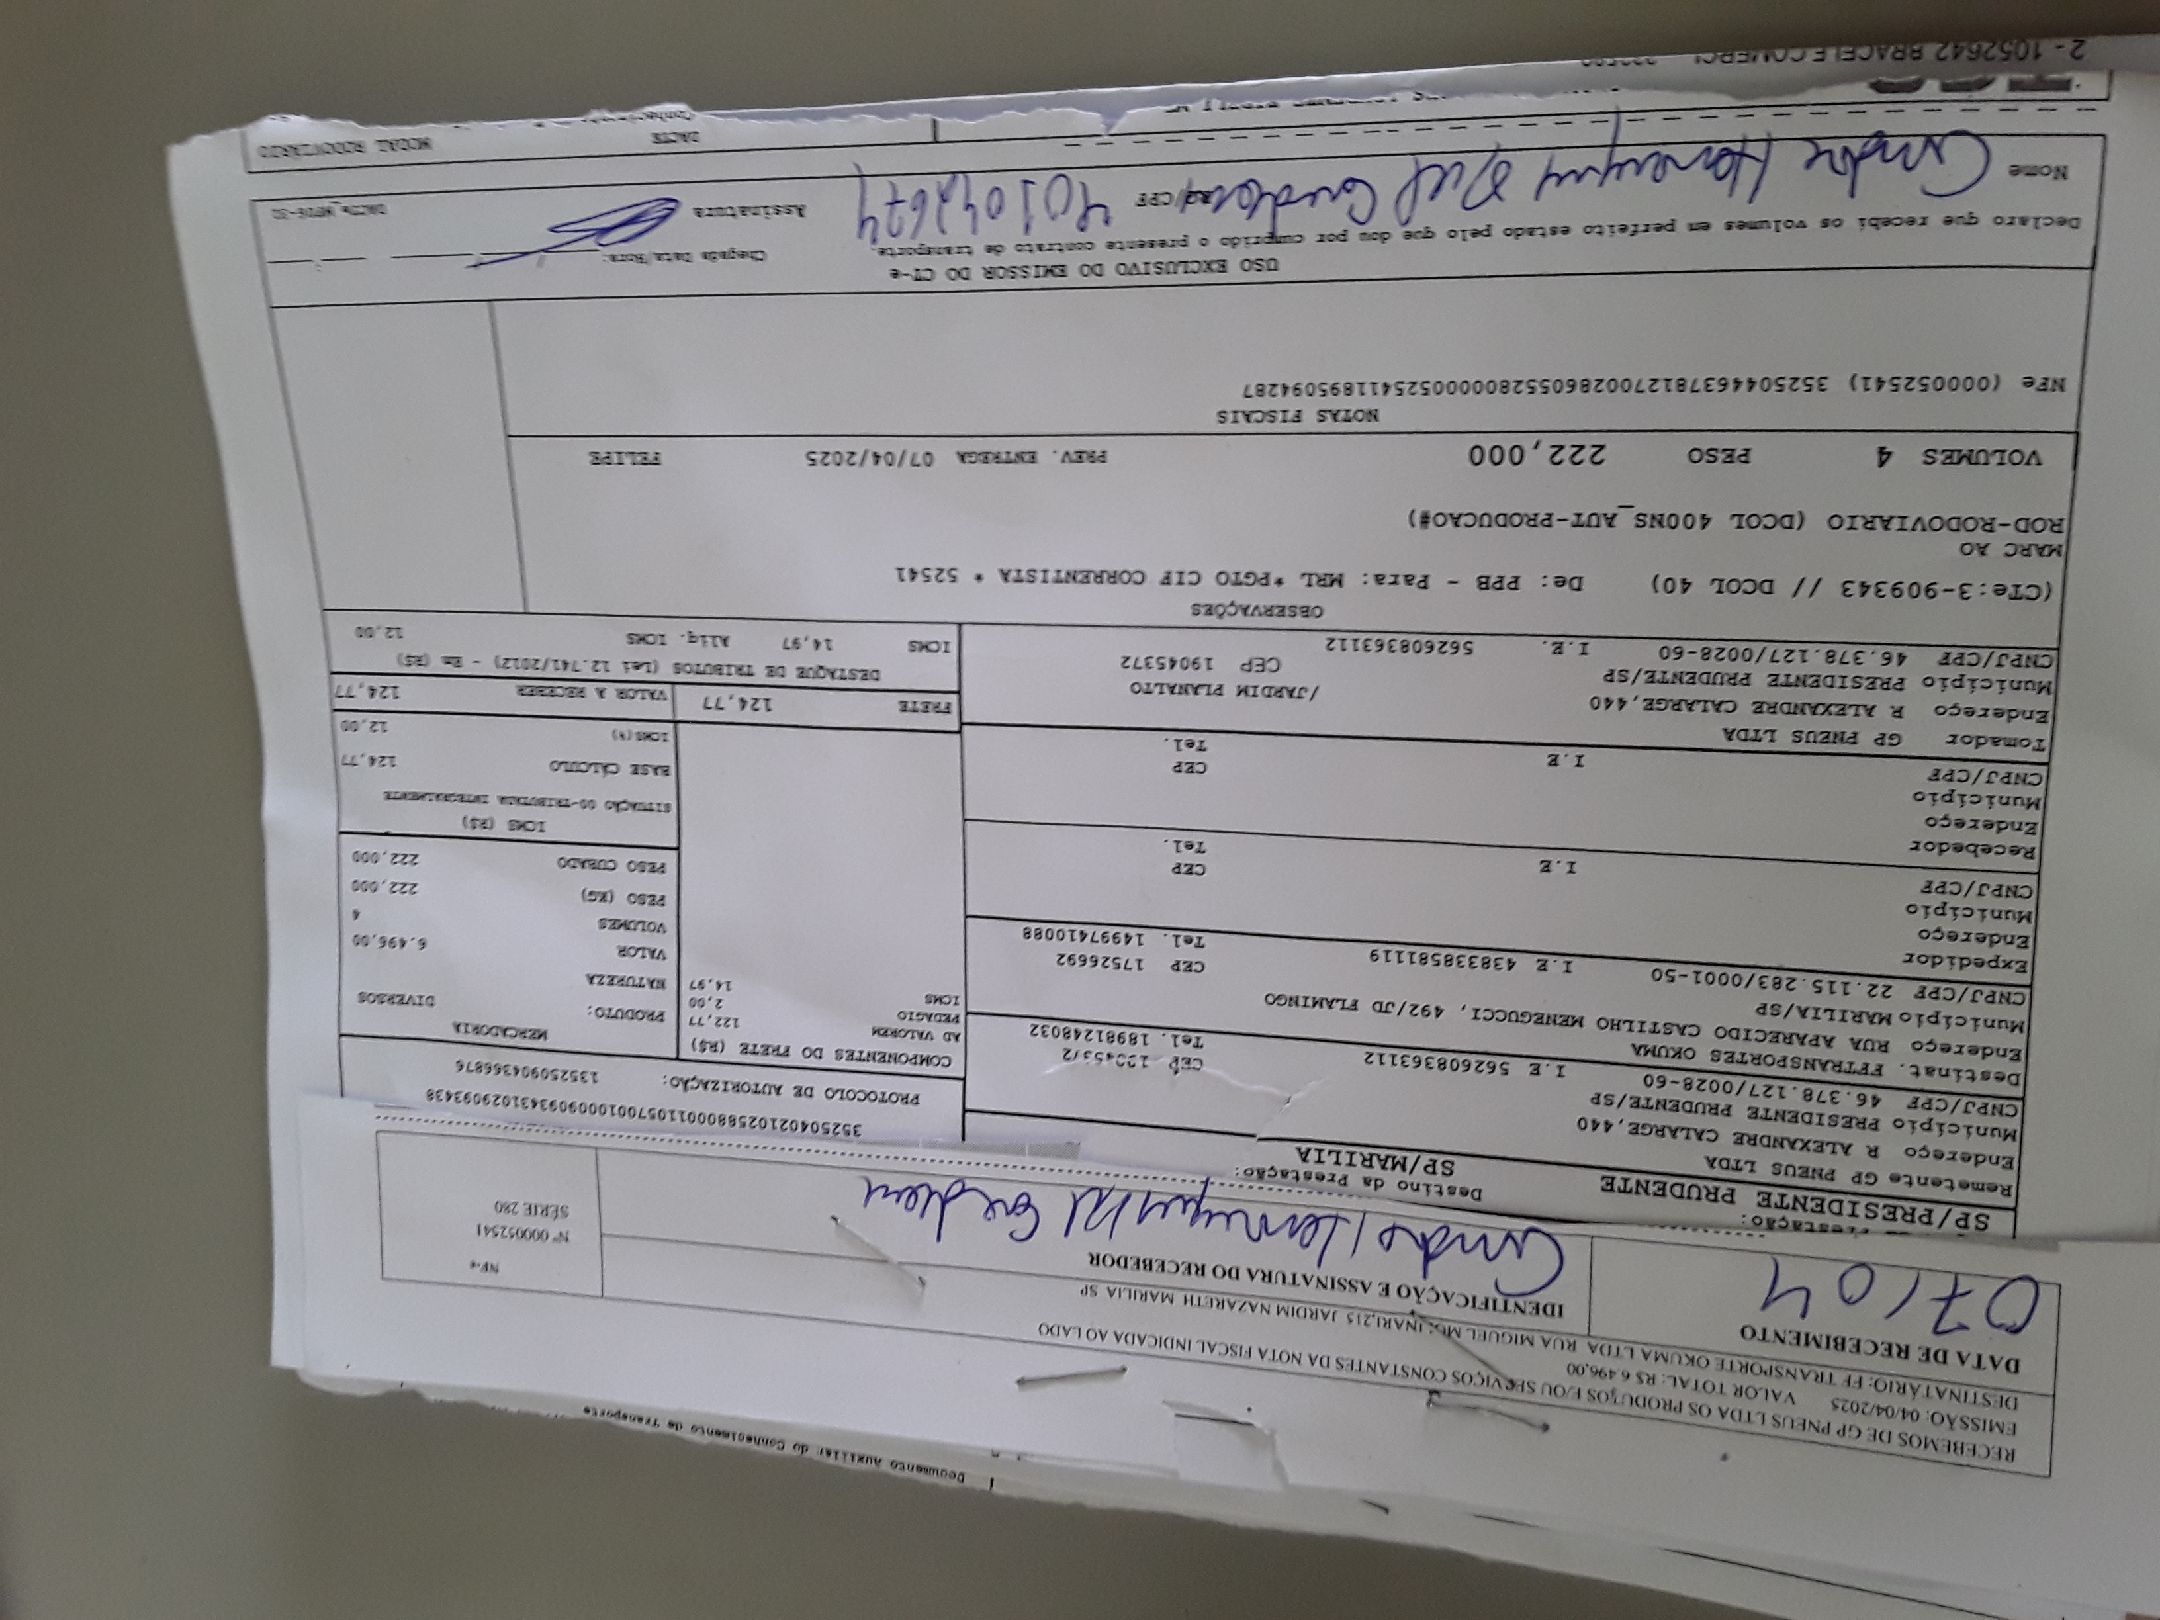 Documento Auxiliar do Conhecimento de Transporte
RECEBEMOS DE GP PNEUS LTDA OS PRODUTOS E/OU SERVIÇOS CONSTANTES DA NOTA FISCAL INDICADA AO LADO
EMISSÃO: 04/04/2025 VALOR TOTAL: R$ 6.496,00
DESTINATÁRIO: FF TRANSPORTE OKUMA LTDA RUA MIGUEL 215 JARDIM NAZARETH MARILIA SP
DATA DE RECEBIMENTO
07/04
IDENTIFICAÇÃO E ASSINATURA DO RECEBEDOR
NF-e
Nº 000052541
SÉRIE 280
SP/PRESIDENTE PRUDENTE
Destino da Prestação:
SP/MARILIA
Remetente GP PNEUS LTDA
Endereço R ALEXANDRE CALARGE, 440
Município PRESIDENTE PRUDENTE/SP
CNPJ/CPF 46.378.127/0028-60 I.E 562608363112
CEP
Tel. 18981248032
Destinat. FFTRANSPORTES OKUMA
Endereço RUA APARECIDO CASTILHO MENEGUCCI, 492/JD FLAMINGO
Município MARILIA/SP
CNPJ/CPF 22.115.283/0001-50 I.E 438338581119
CEP 17526692
Tel. 14997410088
Expedidor
Endereço
Município
CNPJ/CPF I.E
CEP
Tel.
Recebedor
Endereço
Município
CNPJ/CPF I.E
CEP
Tel.
Tomador GP PNEUS LTDA
Endereço R ALEXANDRE CALARGE,440 /JARDIM PLANALTO
Município PRESIDENTE PRUDENTE/SP CEP 19045372
CNPJ/CPF 46.378.127/0028-60 I.E. 562608363112
35250402102588000110570010009093431029093438
PROTOCOLO DE AUTORIZAÇÃO: 135250904366876
COMPONENTES DO FRETE (R$)
AD VALOREM 122,77
PEDAGIO 2,00
ICMS 14,97
MERCADORIA
PRODUTO: DIVERSOS
NATUREZA
VALOR 6.496,00
VOLUMES 4
PESO (KG) 222,000
PESO CUBADO 222,000
ICMS (R$)
SITUAÇÃO 00-TRIBUTADA INTEGRALMENTE
BASE CÁLCULO 124,77
ICMS(%) 12,00
FRETE 124,77 VALOR A RECEBER 124,77
DESTAQUE DE TRIBUTOS (Lei 12.741/2012) - Em (R$)
ICMS 14,97 Aliq. ICMS 12,00
OBSERVAÇÕES
(CTe:3-909343 // DCOL 40) De: PPB - Para: MRL *PGTO CIF CORRENTISTA * 52541
MARC AO
ROD-RODOVIARIO (DCOL 400NS_AUT-PRODUCAO#)
VOLUMES 4 PESO 222,000 PREV. ENTREGA 07/04/2025 FELIPE
NOTAS FISCAIS
NFe (000052541) 35250446378127002860552800000525411895094287
USO EXCLUSIVO DO EMISSOR DO CT-e
Declaro que recebi os volumes em perfeito estado pelo que dou por cumprido o presente contrato de transporte.
Chegada Data/Hora:
Nome RG/CPF Assinatura
DACTE
MODAL RODOVIÁRIO
2 - 1052642 BRACELE COMERCI